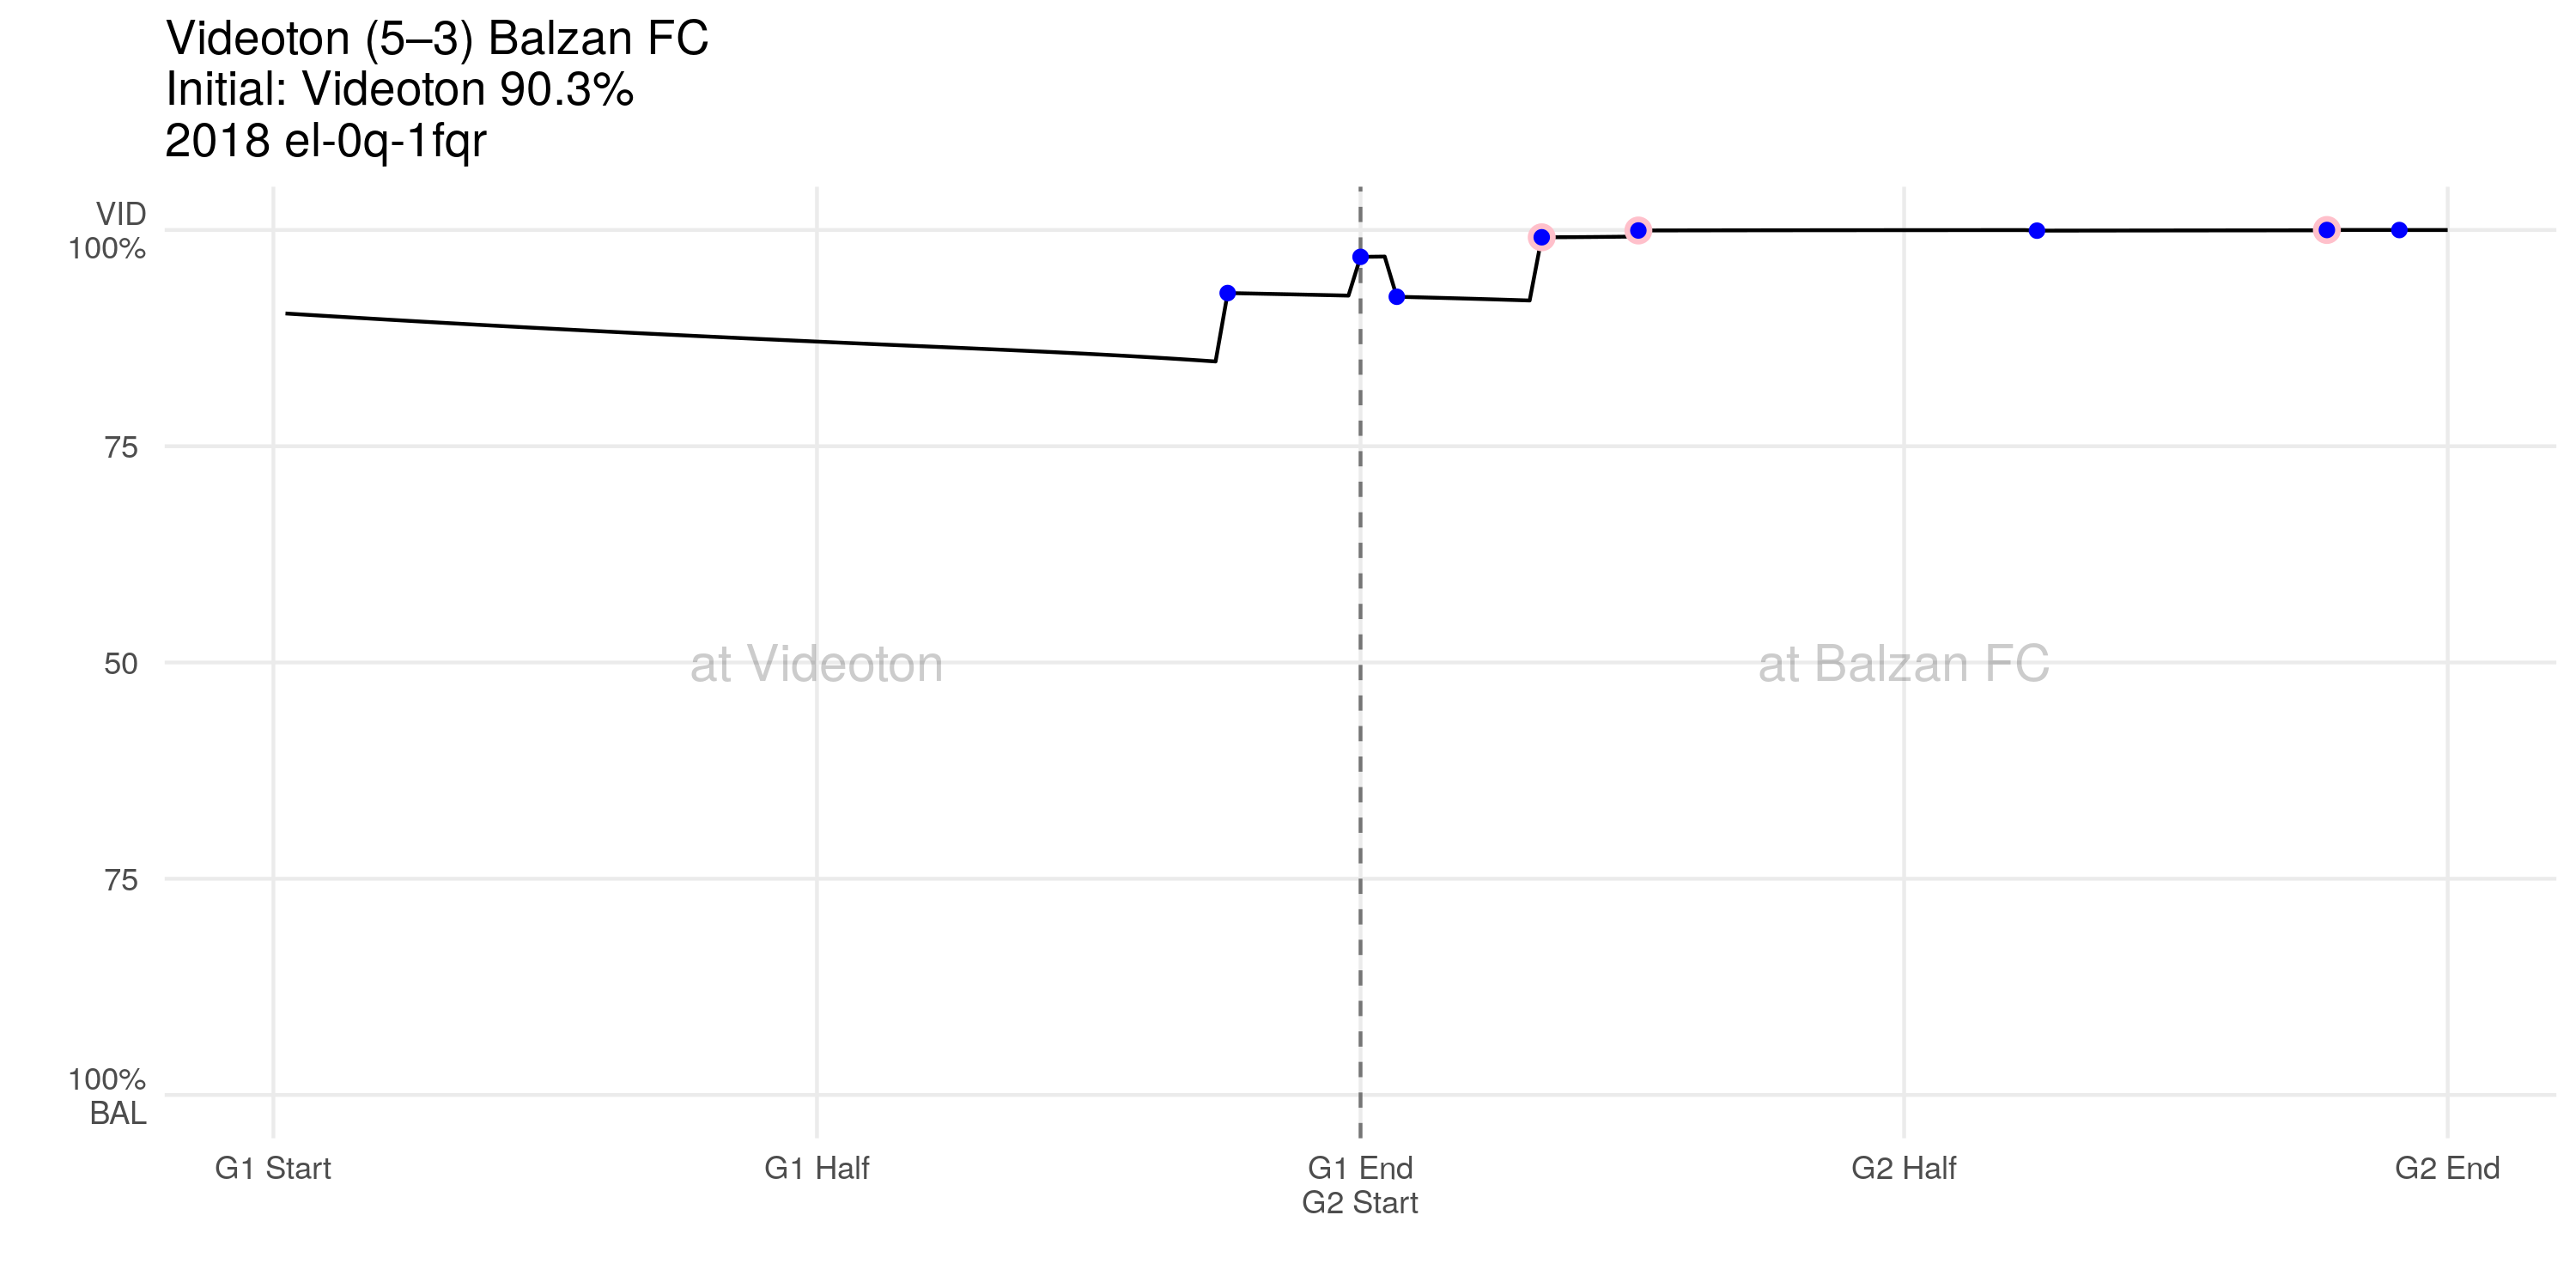 Videoton (5–3) Balzan FC
Initial: Videoton 90.3%
2018 el-0q-1fqr
VID
100%
75
50
75
100%
BAL
at Videoton
at Balzan FC
G1 Start
G1 Half
G1 End
G2 Start
G2 Half
G2 End